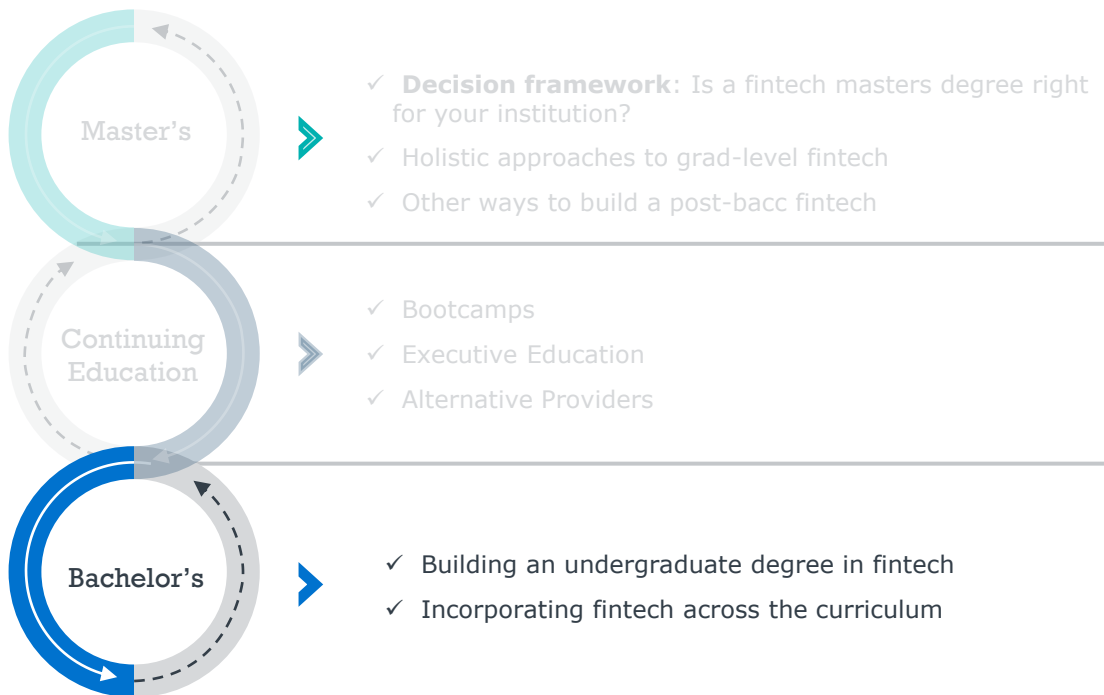 Master's
✓ Decision framework: Is a fintech masters degree right
for your institution?
✓ Holistic approaches to grad-level fintech
✓ Other ways to build a post-bacc fintech
Continuing
Education
✓ Bootcamps
✓ Executive Education
✓ Alternative Providers
Bachelor's
✓ Building an undergraduate degree in fintech
✓ Incorporating fintech across the curriculum